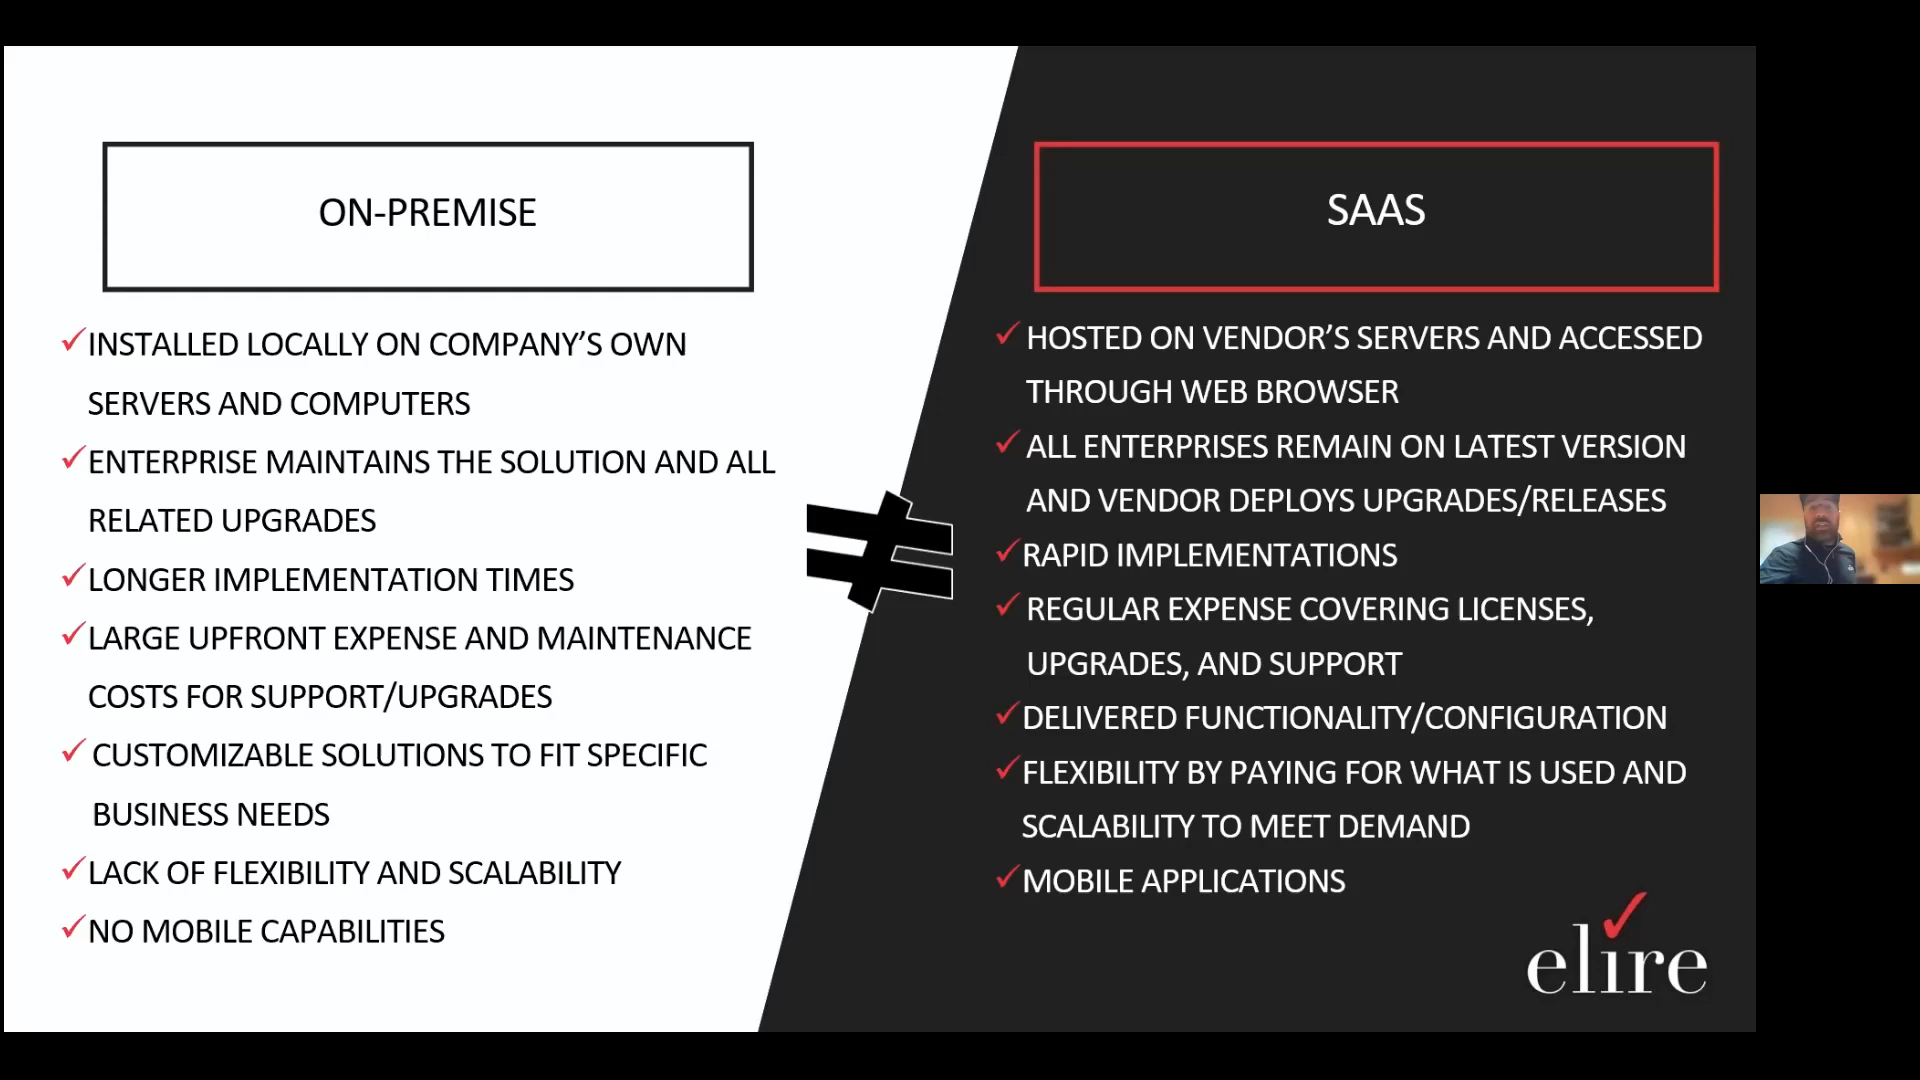 ON-PREMISE
INSTALLED LOCALLY ON COMPANY’S OWN
SERVERS AND COMPUTERS
ENTERPRISE MAINTAINS THE SOLUTION AND ALL
RELATED UPGRADES
LONGER IMPLEMENTATION TIMES
LARGE UPFRONT EXPENSE AND MAINTENANCE
COSTS FOR SUPPORT/UPGRADES
CUSTOMIZABLE SOLUTIONS TO FIT SPECIFIC
BUSINESS NEEDS
LACK OF FLEXIBILITY AND SCALABILITY
NO MOBILE CAPABILITIES
≠
SAAS
HOSTED ON VENDOR’S SERVERS AND ACCESSED
THROUGH WEB BROWSER
ALL ENTERPRISES REMAIN ON LATEST VERSION
AND VENDOR DEPLOYS UPGRADES/RELEASES
RAPID IMPLEMENTATIONS
REGULAR EXPENSE COVERING LICENSES,
UPGRADES, AND SUPPORT
DELIVERED FUNCTIONALITY/CONFIGURATION
FLEXIBILITY BY PAYING FOR WHAT IS USED AND
SCALABILITY TO MEET DEMAND
MOBILE APPLICATIONS
elire